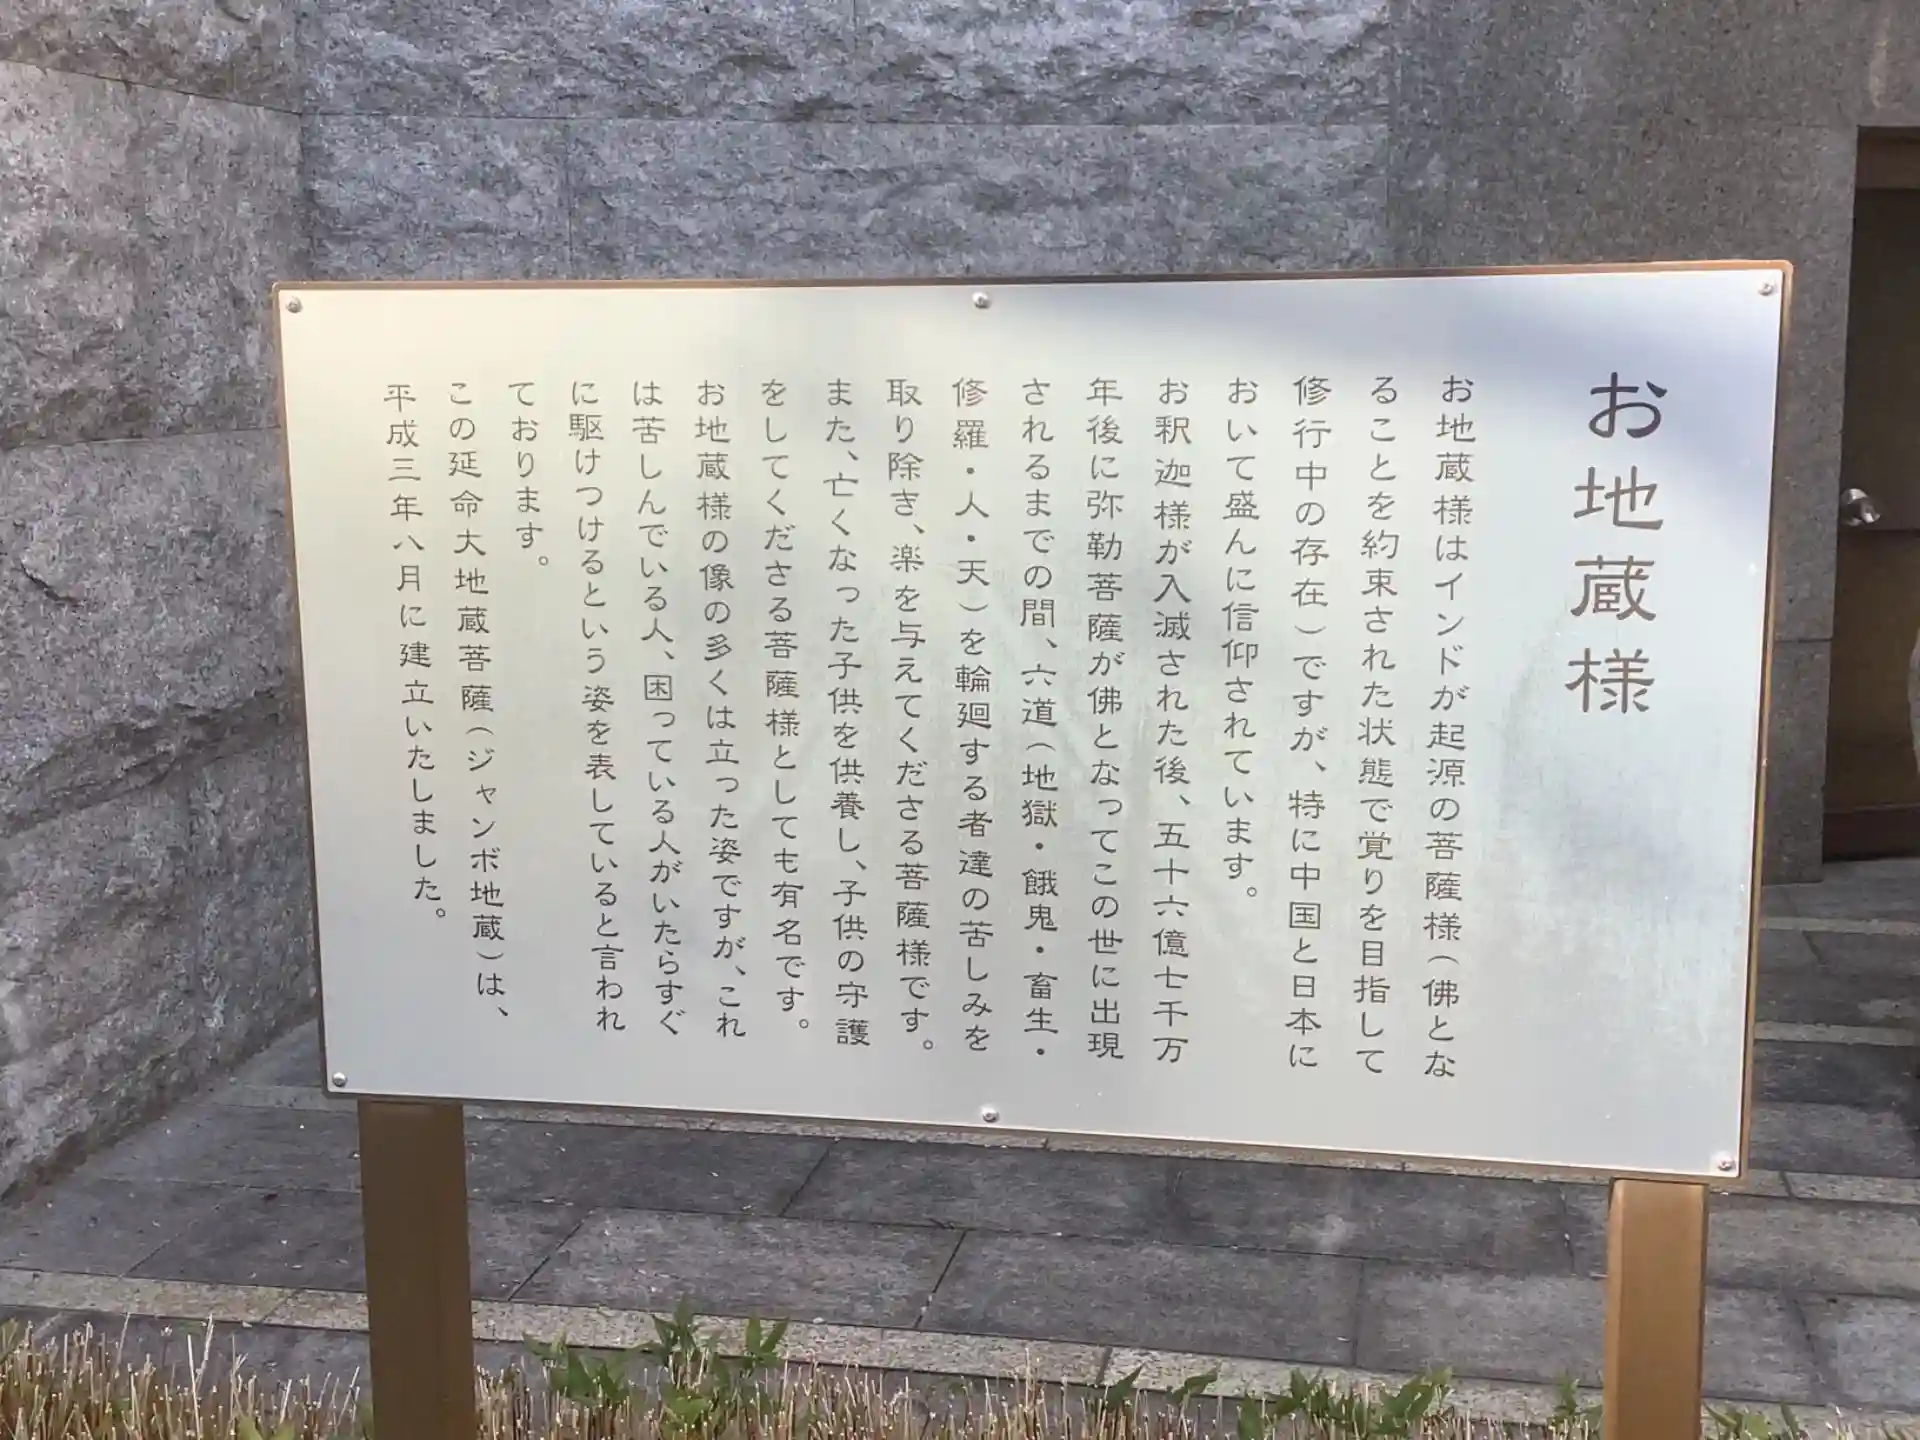 お地蔵様
お地蔵様はインドが起源の菩薩様(佛とな
ることを約束された状態で覚りを目指して
修行中の存在)ですが、特に中国と日本に
おいて盛んに信仰されています。
お釈迦様が入滅された後、五十六億七千万
年後に弥勒菩薩が佛となってこの世に出現
されるまでの間、六道(地獄・餓鬼・畜生・
修羅・人・天)を輪廻する者達の苦しみを
取り除き、楽を与えてくださる菩薩様です。
また、亡くなった子供を供養し、子供の守護
をしてくださる菩薩様としても有名です。
お地蔵様の像の多くは立った姿ですが、これ
は苦しんでいる人、困っている人がいたらすぐ
に駆けつけるという姿を表していると言われ
ております。
この延命大地蔵菩薩(ジャンボ地蔵)は、
平成三年八月に建立いたしました。